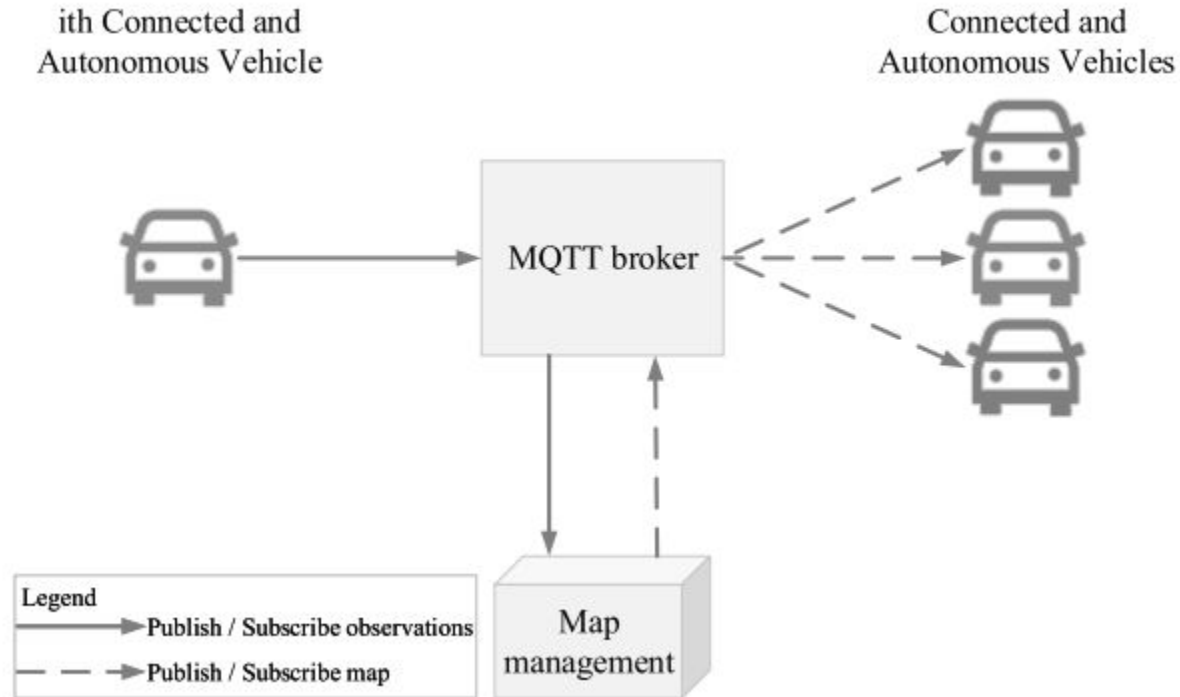 ith Connected and
Autonomous Vehicle
Connected and
Autonomous Vehicles
MQTT broker
Map
management
Legend
Publish / Subscribe observations
Publish / Subscribe map